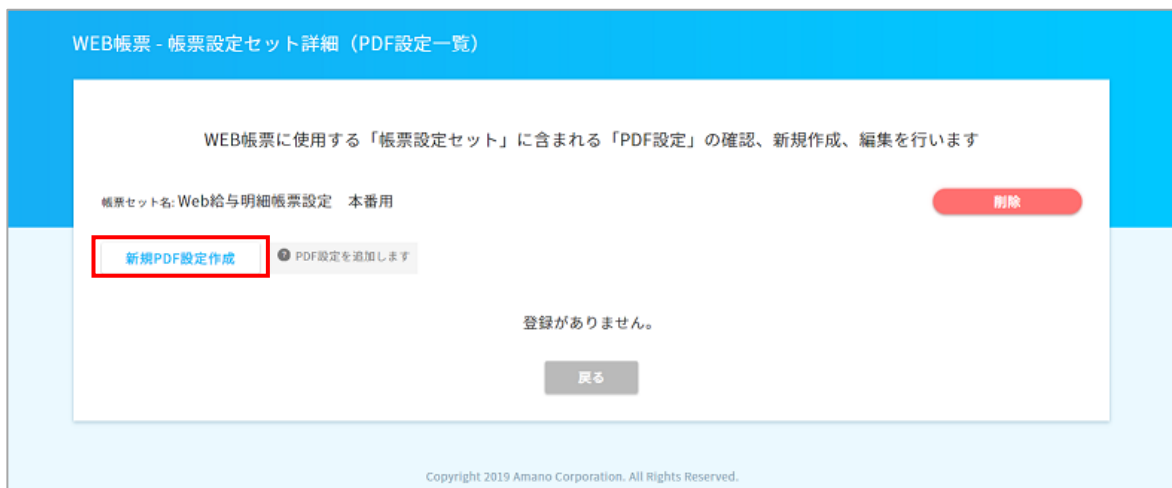 WEB帳票 - 帳票設定セット詳細（PDF設定一覧）
WEB帳票に使用する「帳票設定セット」に含まれる「PDF設定」の確認、新規作成、編集を行います
帳票セット名: Web給与明細帳票設定　本番用
削除
新規PDF設定作成
? PDF設定を追加します
登録がありません。
戻る
Copyright 2019 Amano Corporation. All Rights Reserved.